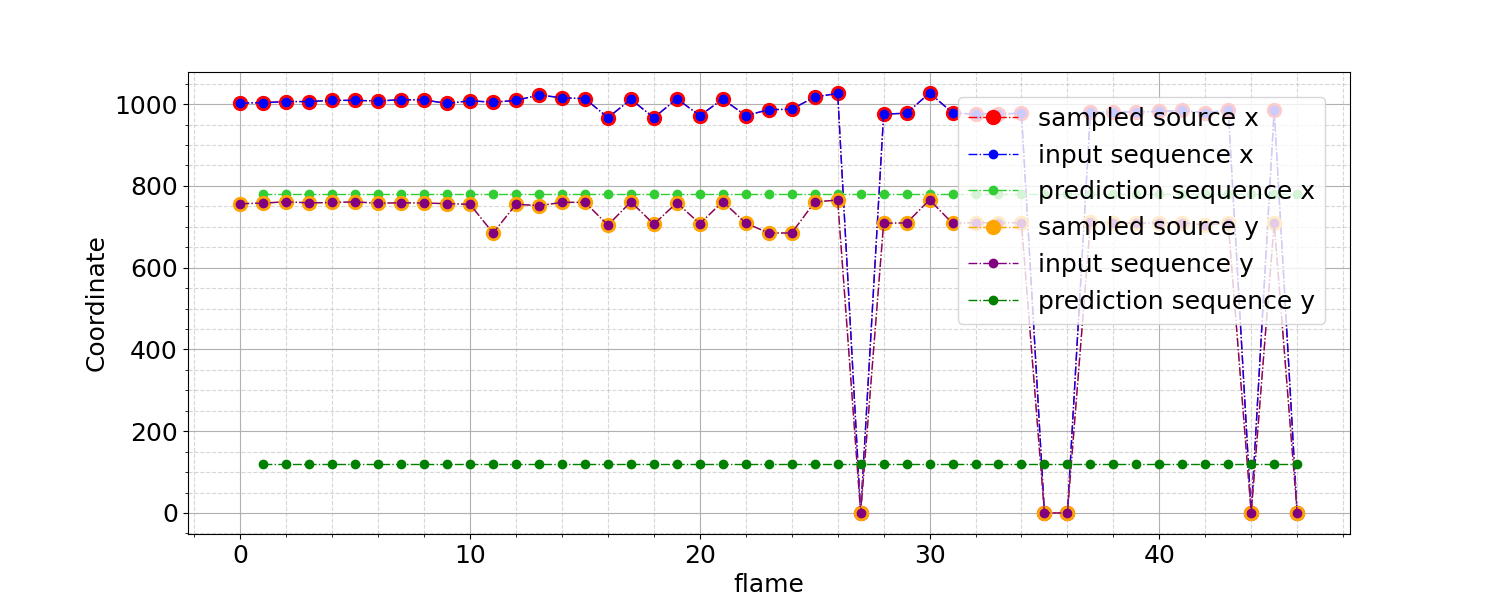 1000
800
600
400
200
0
Coordinate
sampled source x
input sequence x
prediction sequence x
sampled source y
input sequence y
prediction sequence y
0 10 20 30 40
flame